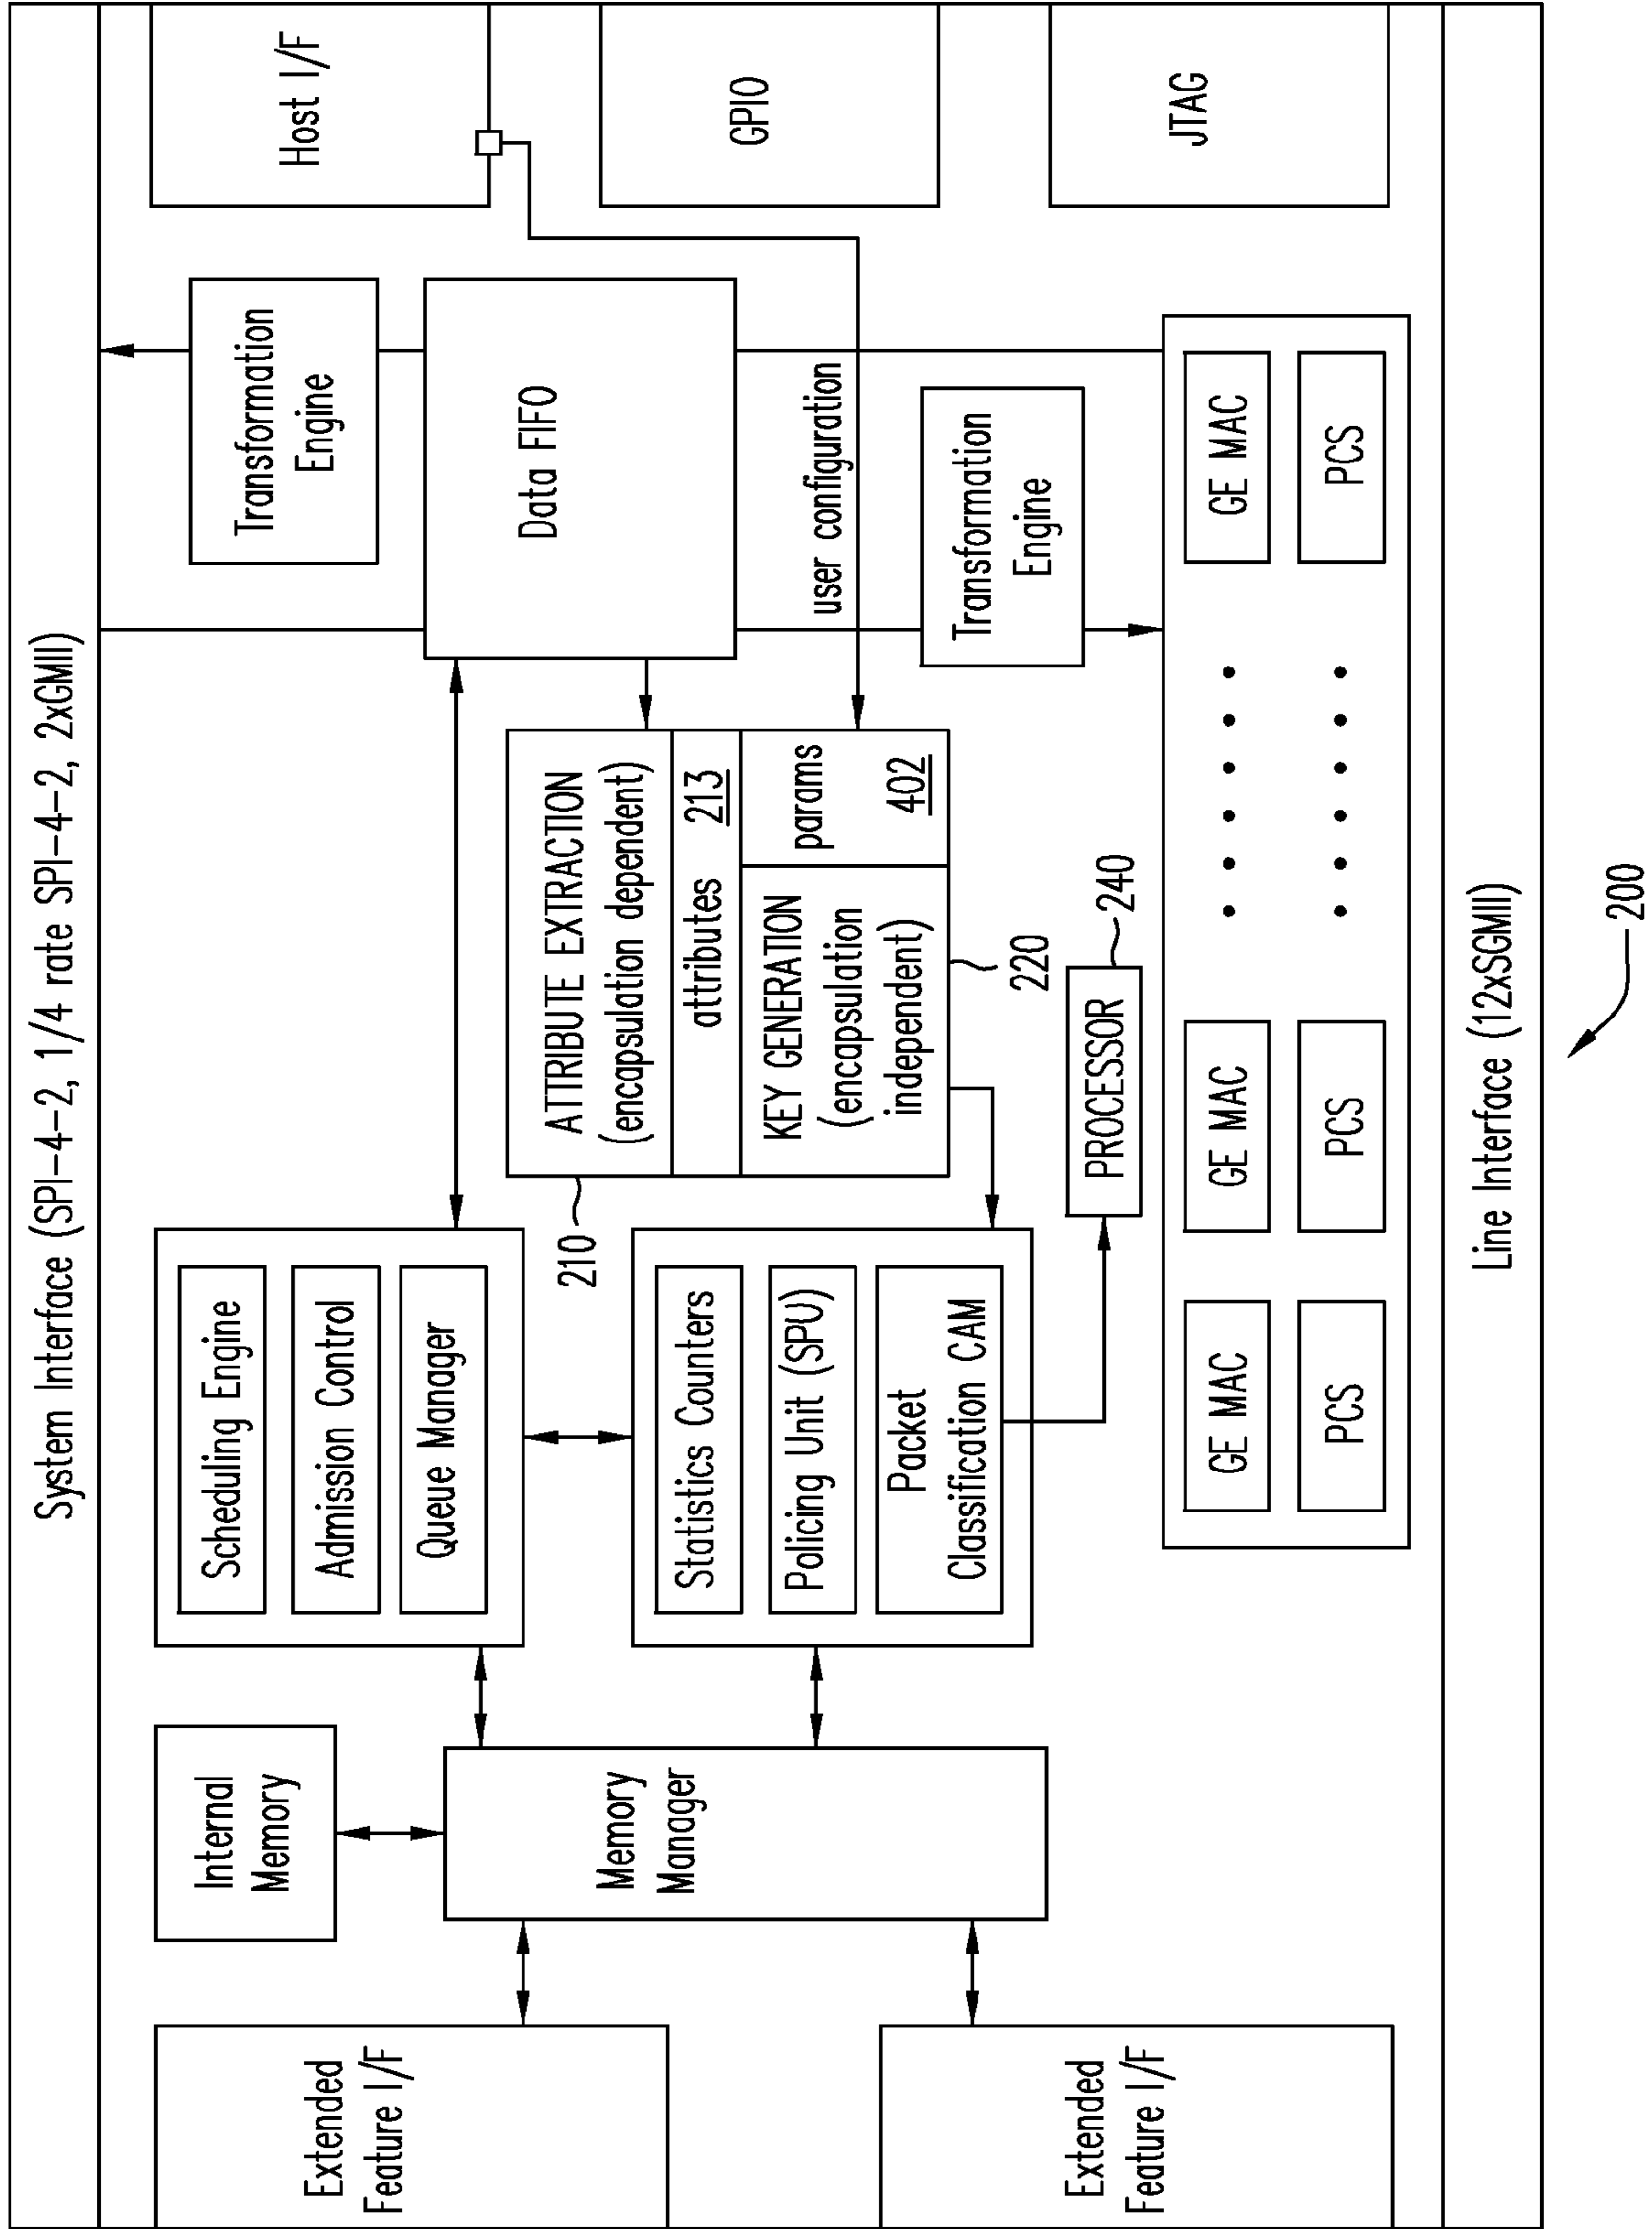 System Interface (SPI-4-2, 1/4 rate SPI-4-2, 2xGMII)
Extended
Feature I/F
Internal
Memory
Scheduling Engine
Admission Control
Queue Manager
Transformation
Engine
Host I/F
Memory
Manager
Statistics Counters
Policing Unit (SPU)
Packet
Classification CAM
210
ATTRIBUTE EXTRACTION
(encapsulation dependent)
attributes 213
KEY GENERATION
(encapsulation
independent)
params
402
220
Data FIFO
user configuration
GPIO
Extended
Feature I/F
PROCESSOR
240
Transformation
Engine
JTAG
GE MAC
GE MAC
GE MAC
PCS
PCS
PCS
Line Interface (12xSGMII)
200